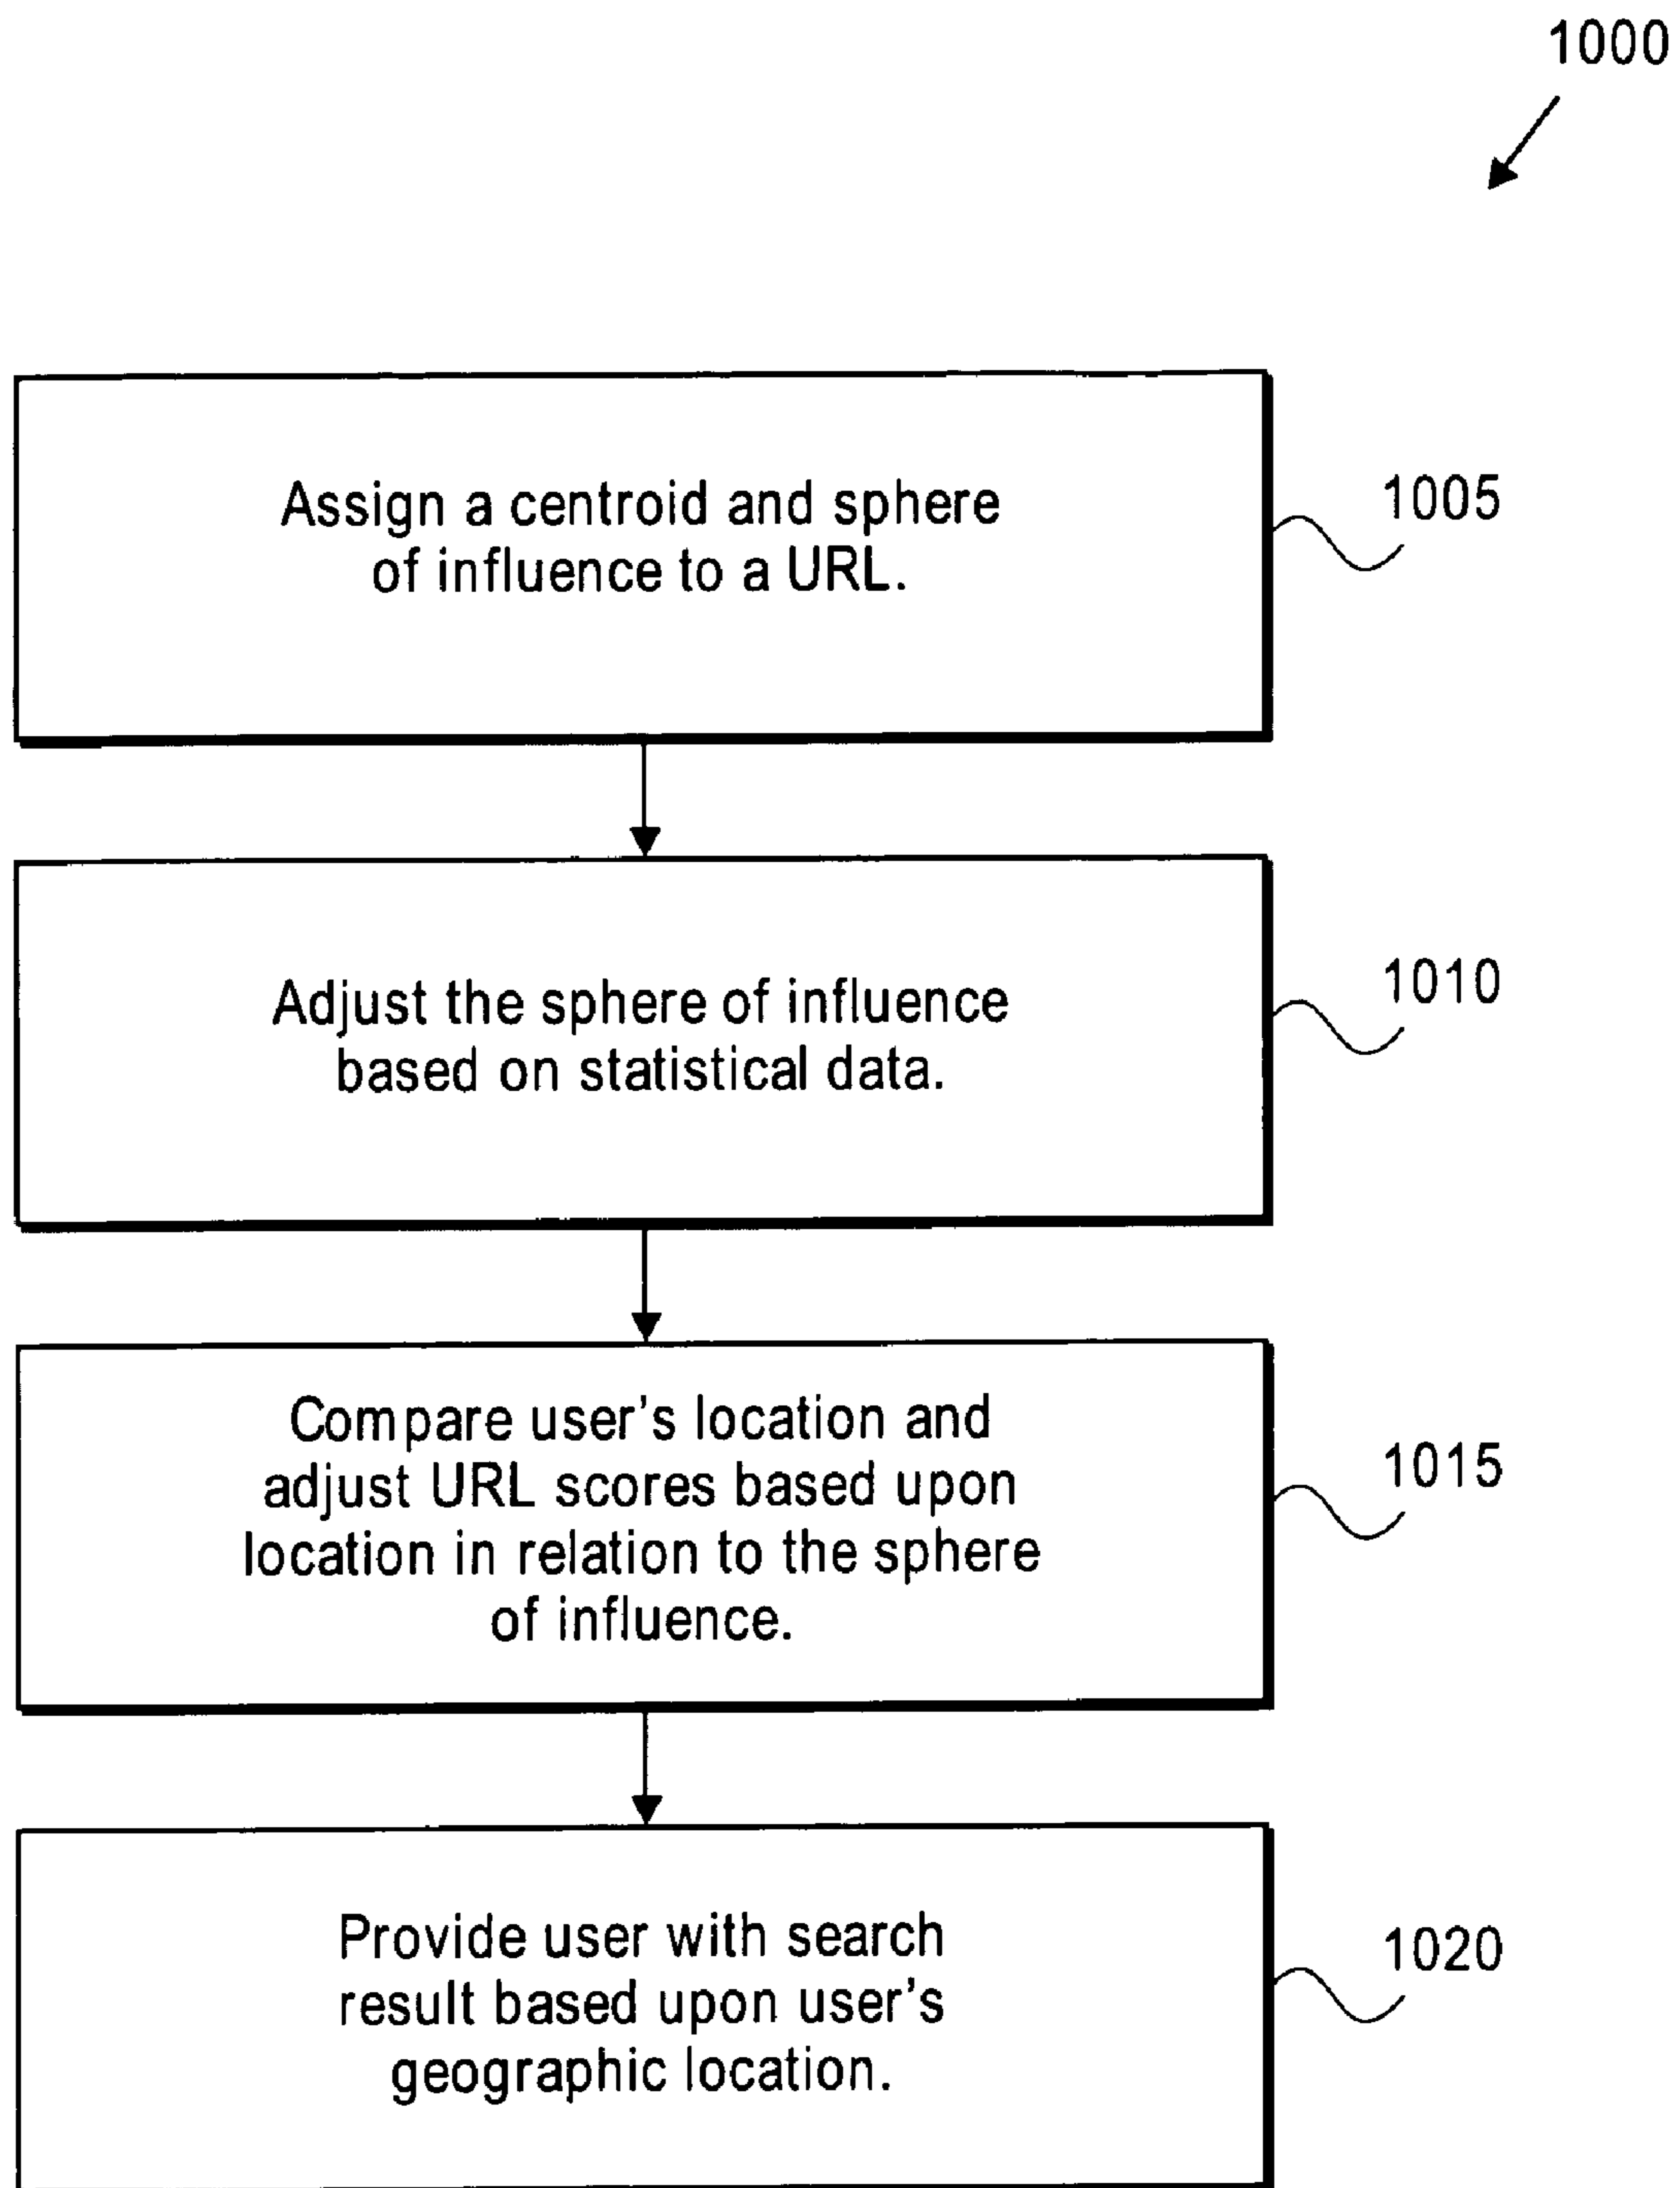 1000
Assign a centroid and sphere
of influence to a URL.
1005
Adjust the sphere of influence
based on statistical data.
1010
Compare user's location and
adjust URL scores based upon
location in relation to the sphere
of influence.
1015
Provide user with search
result based upon user's
geographic location.
1020